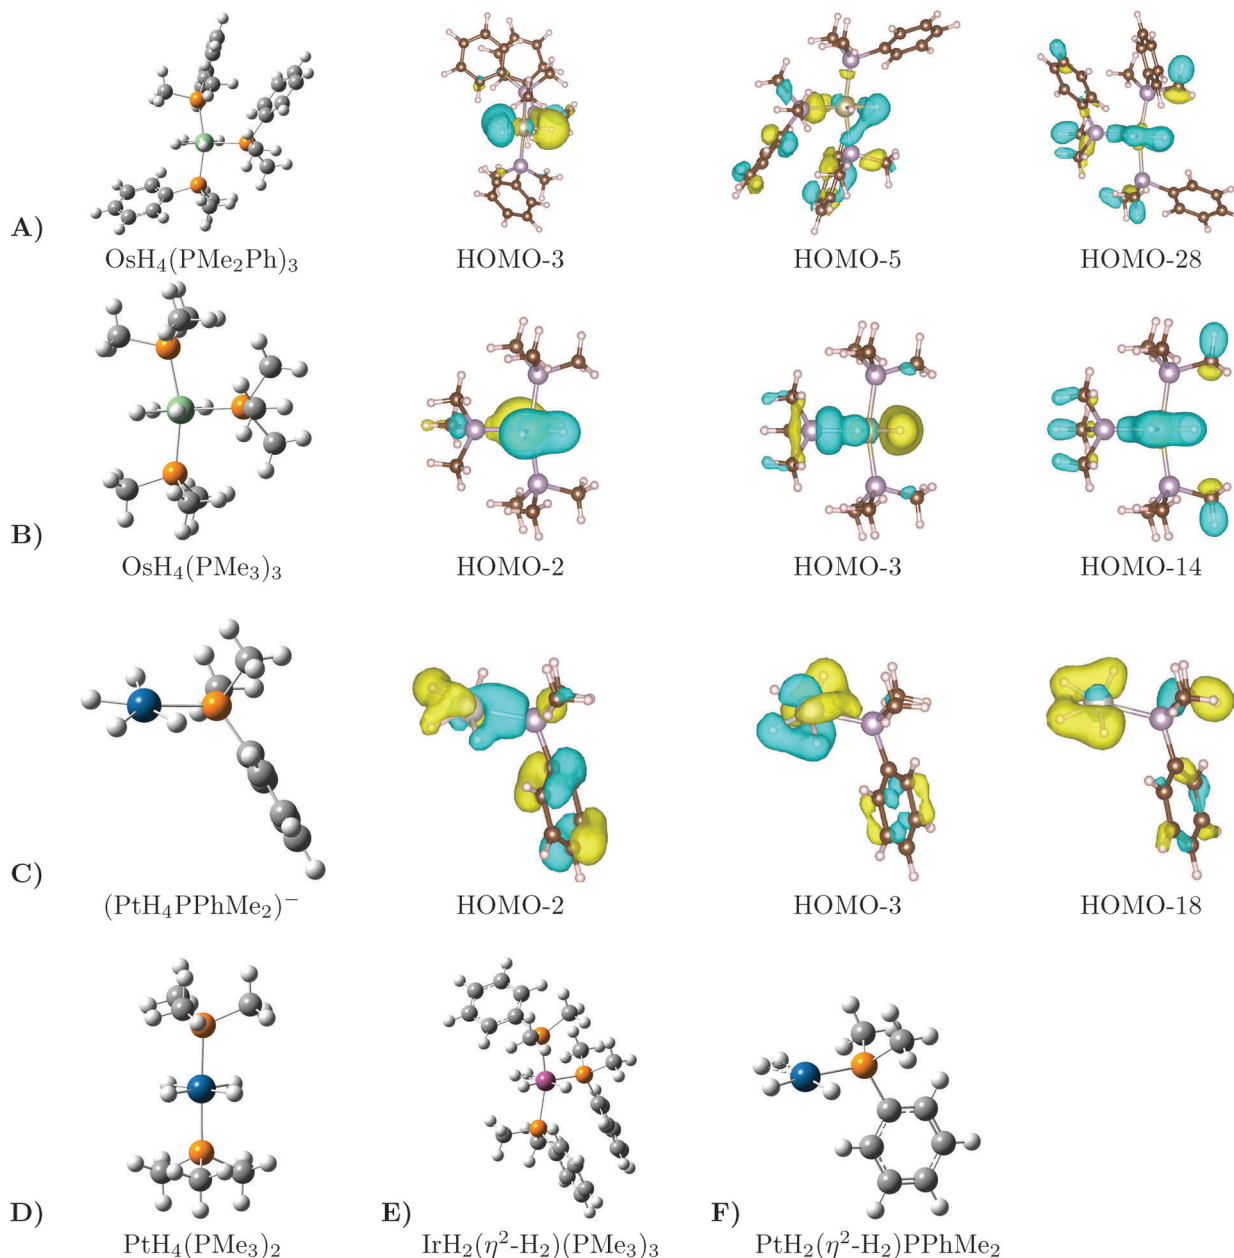 A)
OsH₄(PMe₂Ph)₃ HOMO-3 HOMO-5 HOMO-28
B)
OsH₄(PMe₃)₃ HOMO-2 HOMO-3 HOMO-14
C)
(PtH₄PPhMe₂)⁻ HOMO-2 HOMO-3 HOMO-18
D) E) F)
PtH₄(PMe₃)₂ IrH₂(η²-H₂)(PMe₃)₃ PtH₂(η²-H₂)PPhMe₂